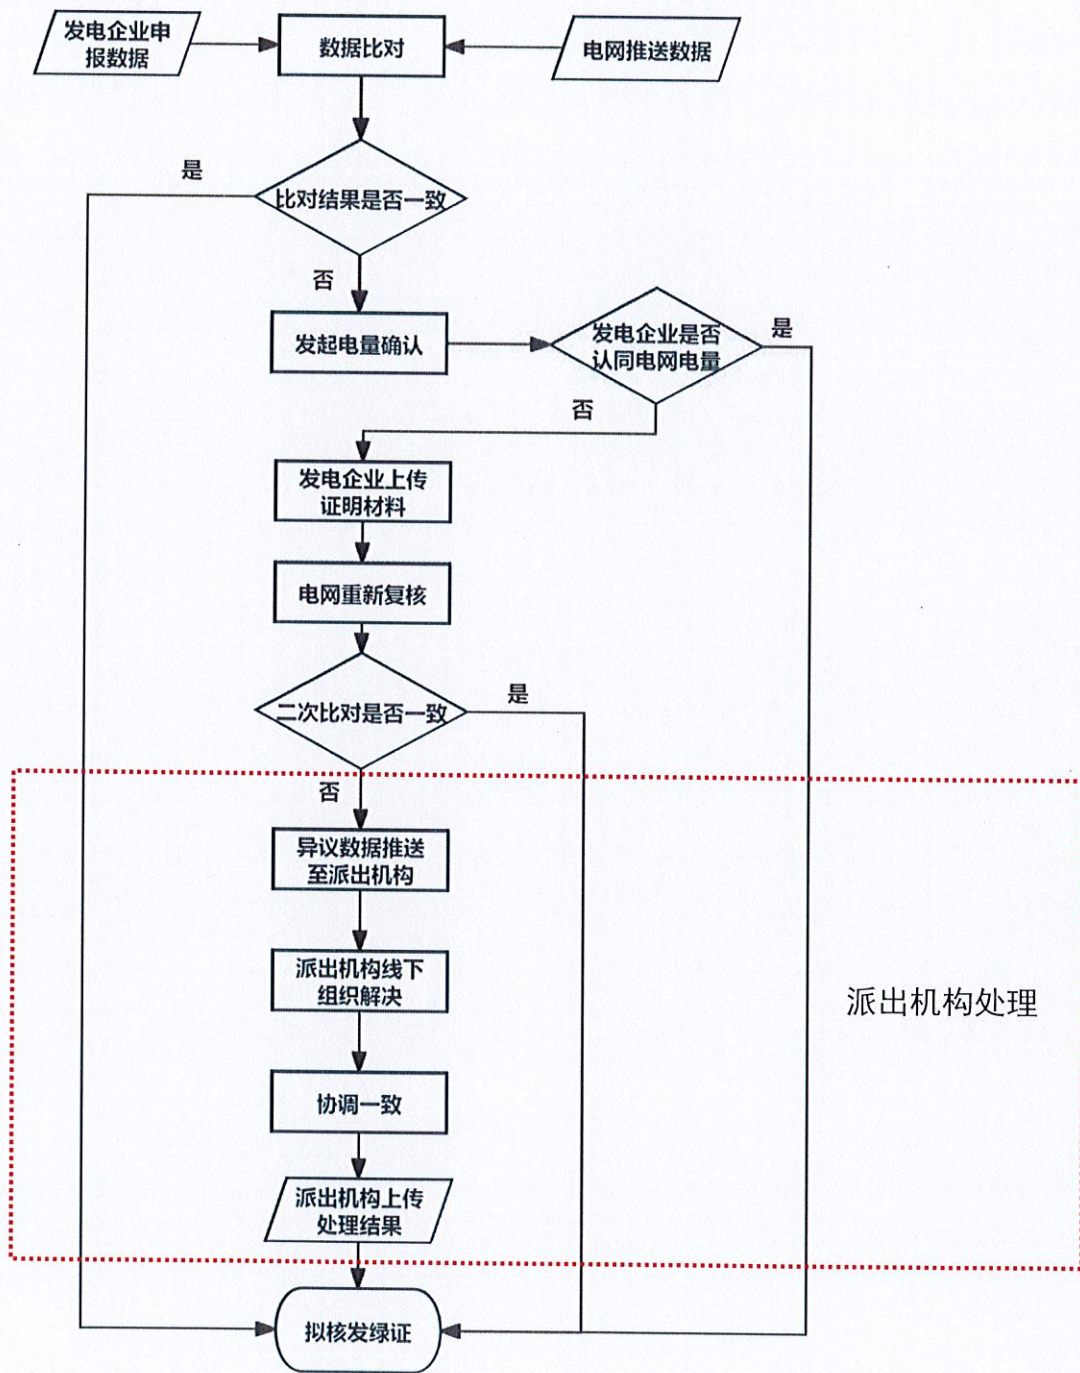 发电企业申
报数据
数据比对
电网推送数据
是
比对结果是否一致
否
发起电量确认
发电企业是否
认同电网电量
是
否
发电企业上传
证明材料
电网重新复核
二次比对是否一致
是
否
异议数据推送
至派出机构
派出机构线下
组织解决
派出机构处理
协调一致
派出机构上传
处理结果
拟核发绿证